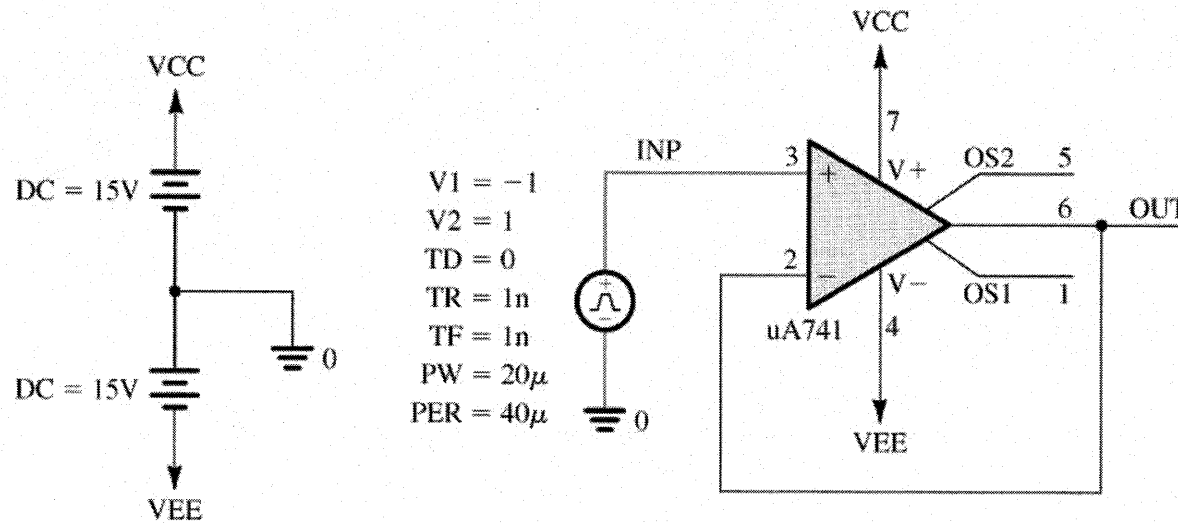 VCC
DC = 15V
0
DC = 15V
VEE
V1 = −1
V2 = 1
TD = 0
TR = 1n
TF = 1n
PW = 20μ
PER = 40μ
INP
+
−
0
VCC
7
3
+
V+
OS2
5
6
OUT
2
−
V−
OS1
1
uA741
4
VEE